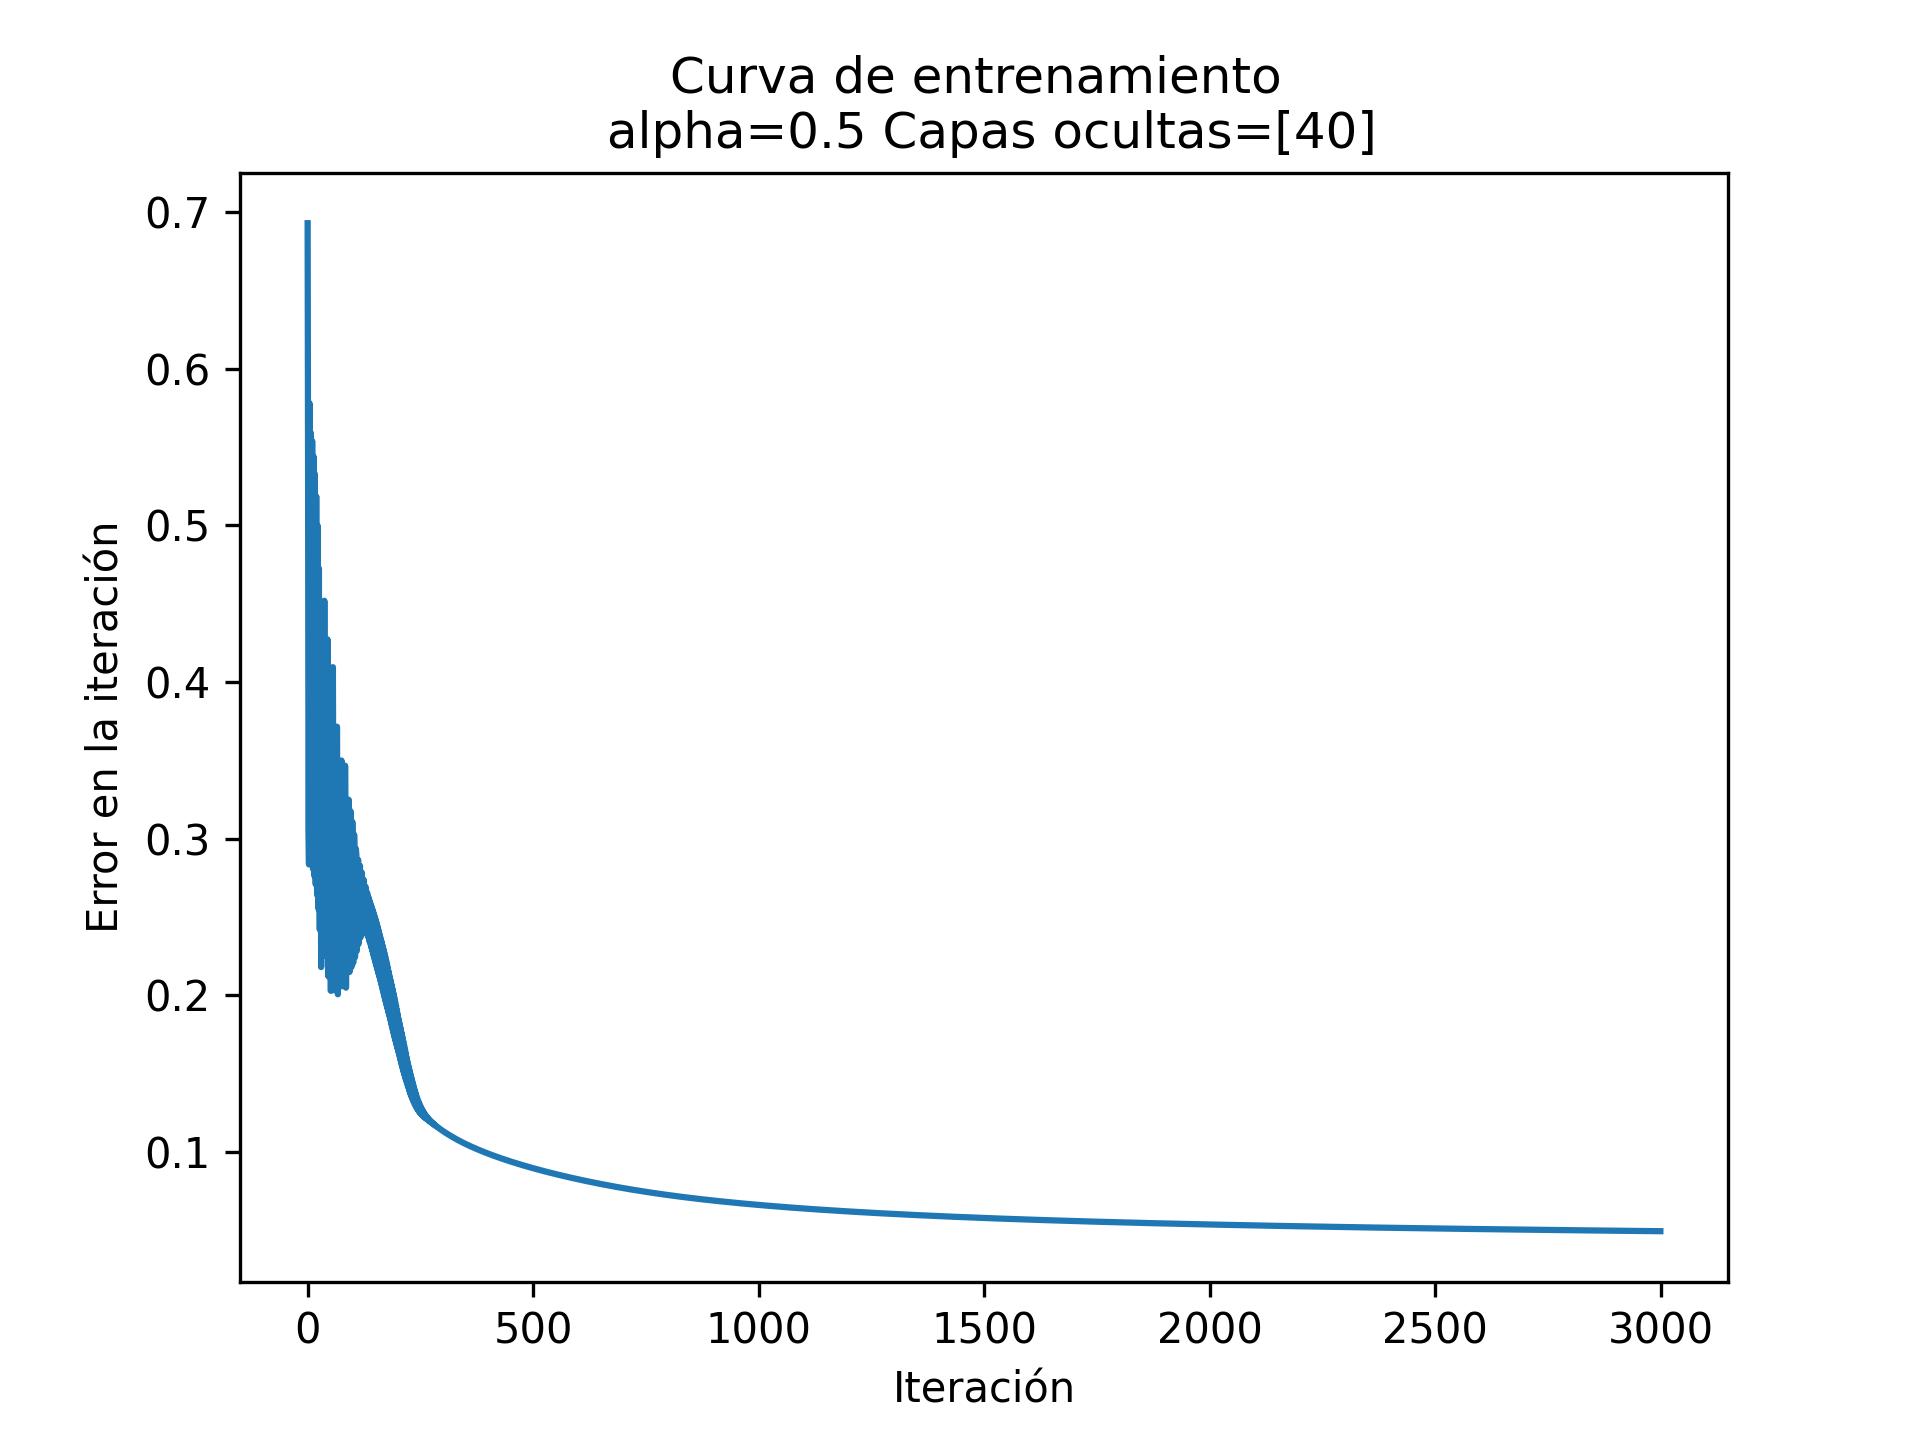 Curva de entrenamiento
alpha=0.5 Capas ocultas=[40]
0.7
0.6
0.5
0.4
0.3
0.2
0.1
Error en la iteración
0 500 1000 1500 2000 2500 3000
Iteración